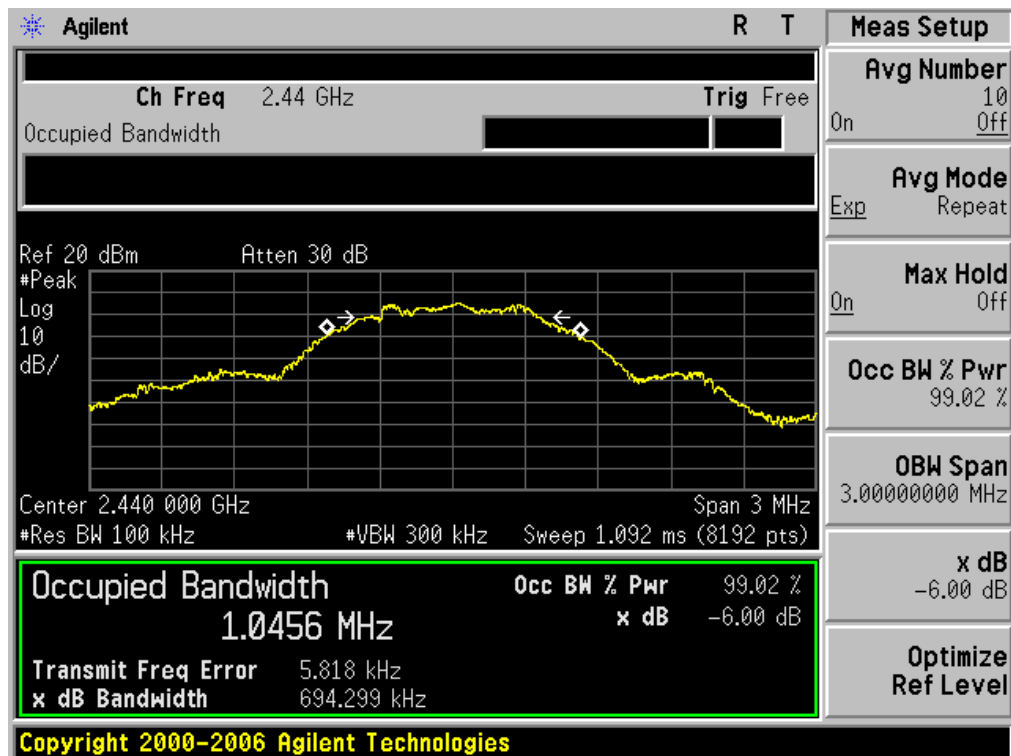 Agilent R T
Ch Freq 2.44 GHz Trig Free
Occupied Bandwidth
Ref 20 dBm Atten 30 dB
#Peak
Log
10
dB/
Center 2.440 000 GHz Span 3 MHz
#Res BW 100 kHz #VBW 300 kHz Sweep 1.092 ms (8192 pts)
Occupied Bandwidth Occ BW % Pwr 99.02 %
1.0456 MHz x dB -6.00 dB
Transmit Freq Error 5.818 kHz
x dB Bandwidth 694.299 kHz
Copyright 2000-2006 Agilent Technologies
Meas Setup
Avg Number
10
On Off
Avg Mode
Exp Repeat
Max Hold
On Off
Occ BW % Pwr
99.02 %
OBW Span
3.00000000 MHz
x dB
-6.00 dB
Optimize
Ref Level